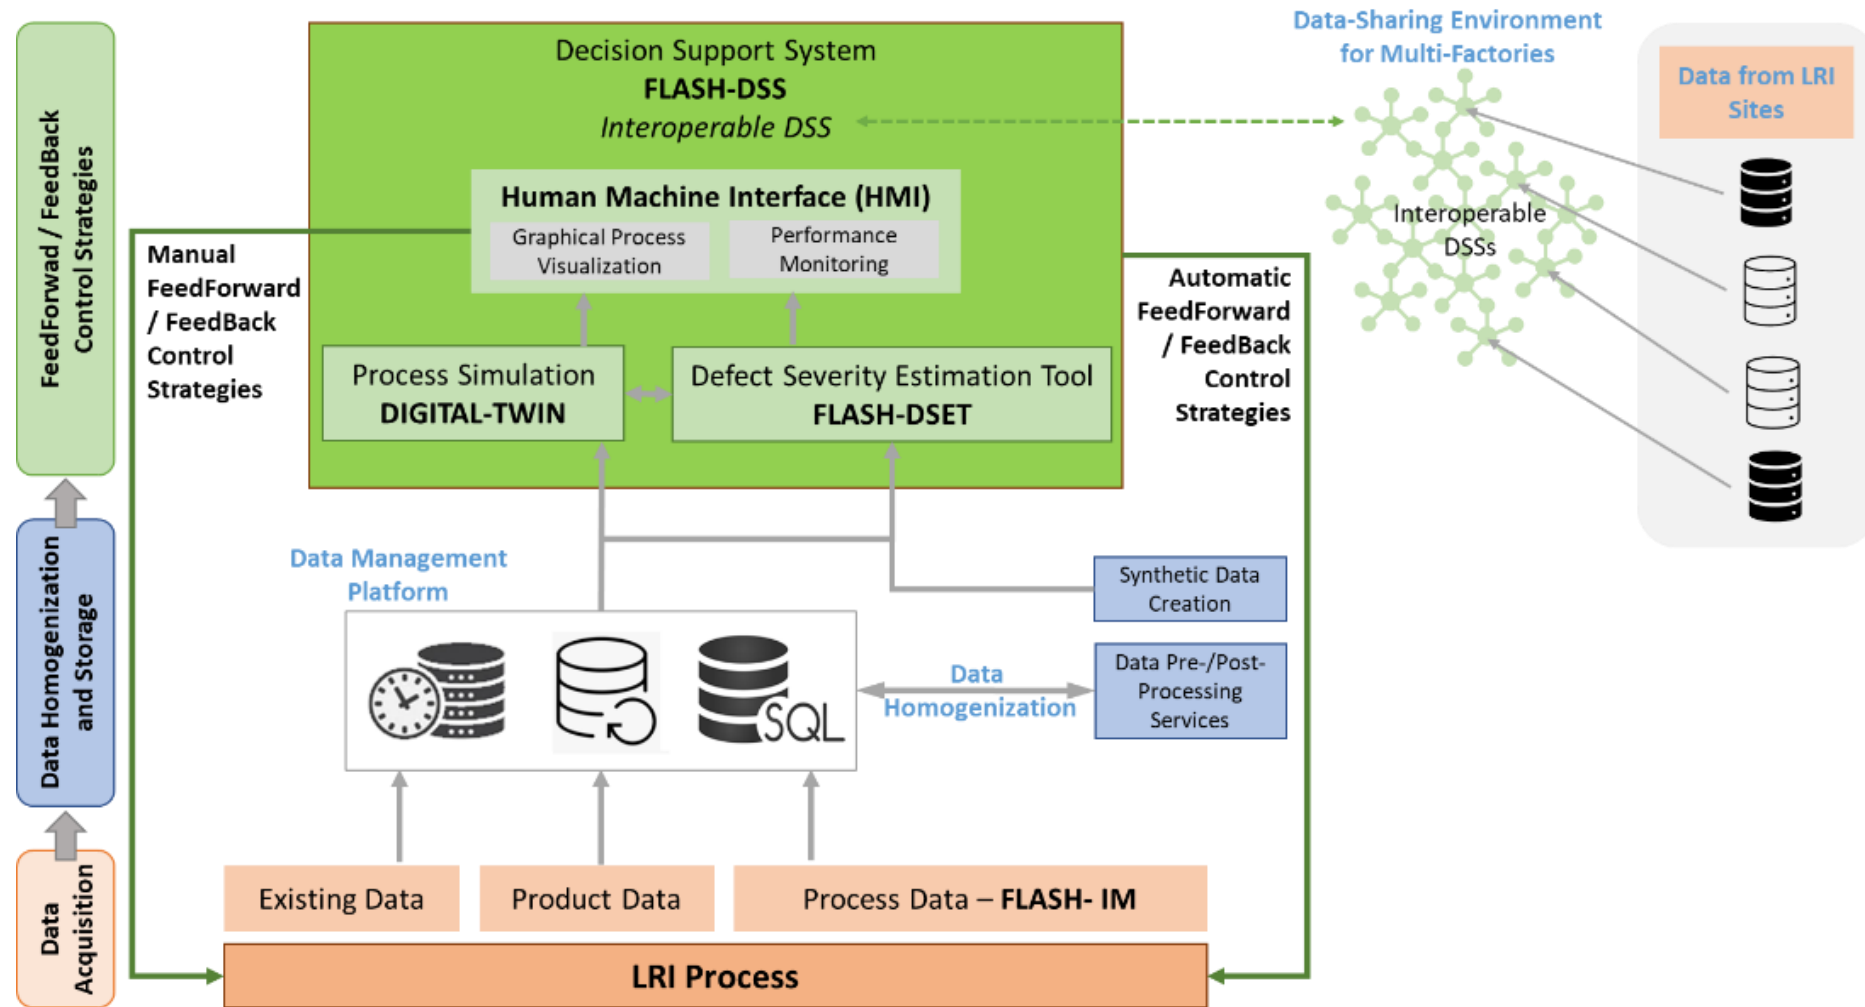 FeedForwad / FeedBack
Control Strategies
Data Homogenization
and Storage
Data
Acquisition
Decision Support System
FLASH-DSS
Interoperable DSS
Human Machine Interface (HMI)
Graphical Process
Visualization
Performance
Monitoring
Process Simulation
DIGITAL-TWIN
Defect Severity Estimation Tool
FLASH-DSET
Manual
FeedForward
/ FeedBack
Control
Strategies
Automatic
FeedForward
/ FeedBack
Control
Strategies
Data-Sharing Environment
for Multi-Factories
Interoperable
DSSs
Data from LRI
Sites
Data Management
Platform
SQL
Data
Homogenization
Synthetic Data
Creation
Data Pre-/Post-
Processing
Services
Existing Data
Product Data
Process Data – FLASH- IM
LRI Process